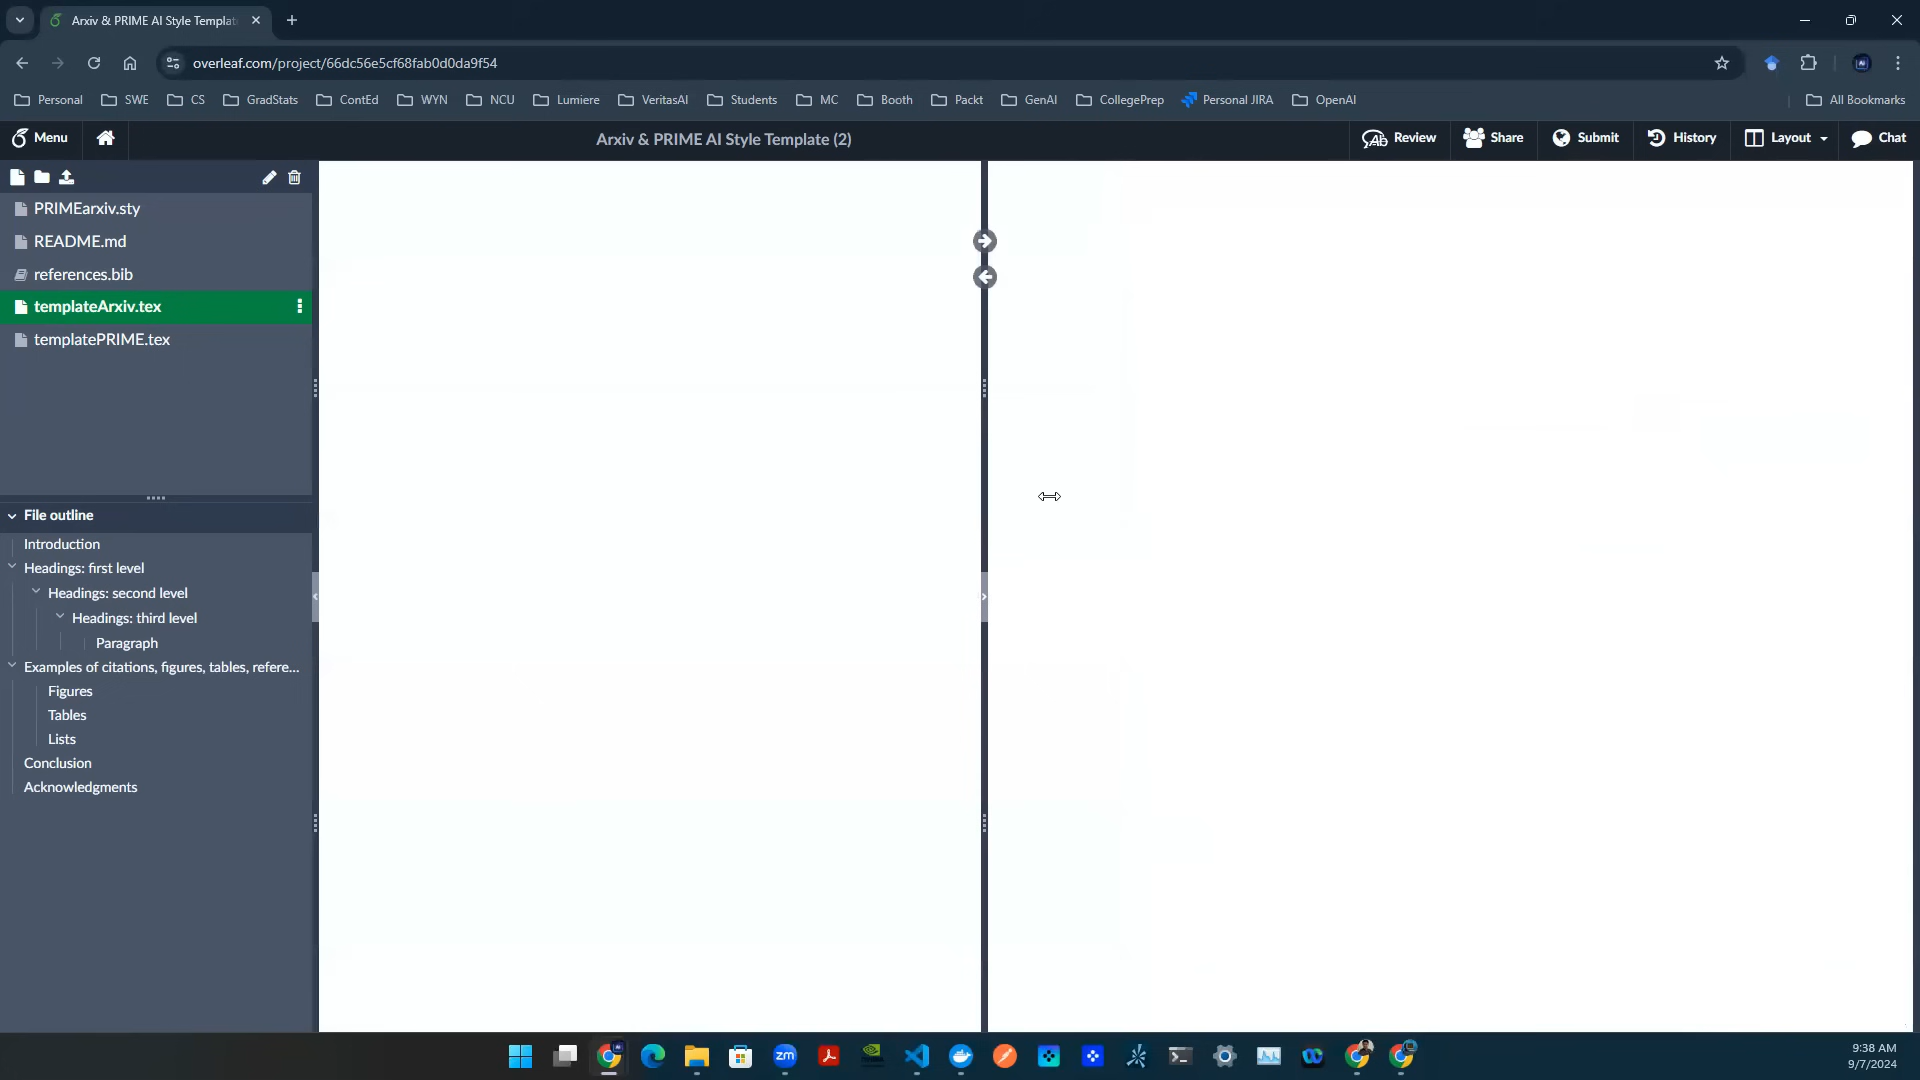 Arxiv & PRIME AI Style Templat
overleaf.com/project/66dc56e5cf68fab0d0da9f54
Personal SWE CS GradStats ContEd WYN NCU Lumiere VeritasAI Students MC Booth Packt GenAI CollegePrep Personal JIRA OpenAI All Bookmarks
Menu Arxiv & PRIME AI Style Template (2) Review Share Submit History Layout Chat
PRIMEarxiv.sty
README.md
references.bib
templateArxiv.tex
templatePRIME.tex
File outline
Introduction
Headings: first level
Headings: second level
Headings: third level
Paragraph
Examples of citations, figures, tables, refere...
Figures
Tables
Lists
Conclusion
Acknowledgments
zm
9:38 AM
9/7/2024